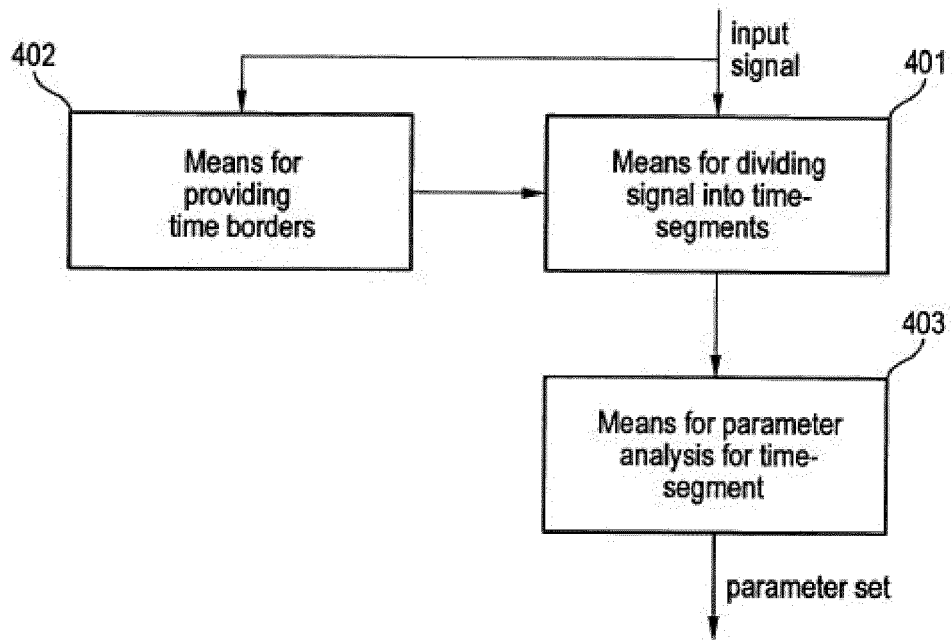 input
signal
402
401
Means for
providing
time borders
Means for dividing
signal into time-
segments
403
Means for parameter
analysis for time-
segment
parameter set